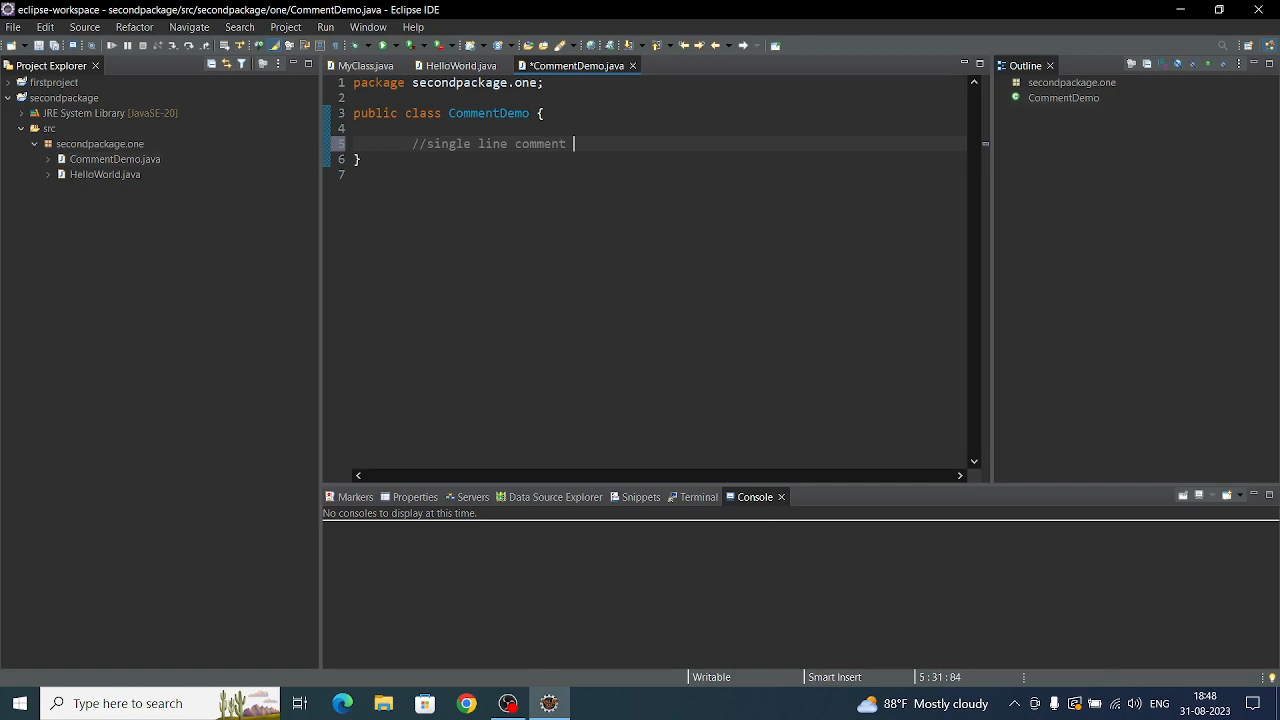 eclipse-workspace - secondpackage/src/secondpackage/one/CommentDemo.java - Eclipse IDE
File Edit Source Refactor Navigate Search Project Run Window Help
Project Explorer
firstproject
secondpackage
JRE System Library [JavaSE-20]
src
secondpackage.one
CommentDemo.java
HelloWorld.java
MyClass.java HelloWorld.java *CommentDemo.java
1 package secondpackage.one;
2
3 public class CommentDemo {
4
5 //single line comment
6 }
7
Outline
secondpackage.one
CommentDemo
Markers Properties Servers Data Source Explorer Snippets Terminal Console
No consoles to display at this time.
Writable Smart Insert 5 : 31 : 84
Type here to search
88°F Mostly cloudy ENG 18:48
31-08-2023